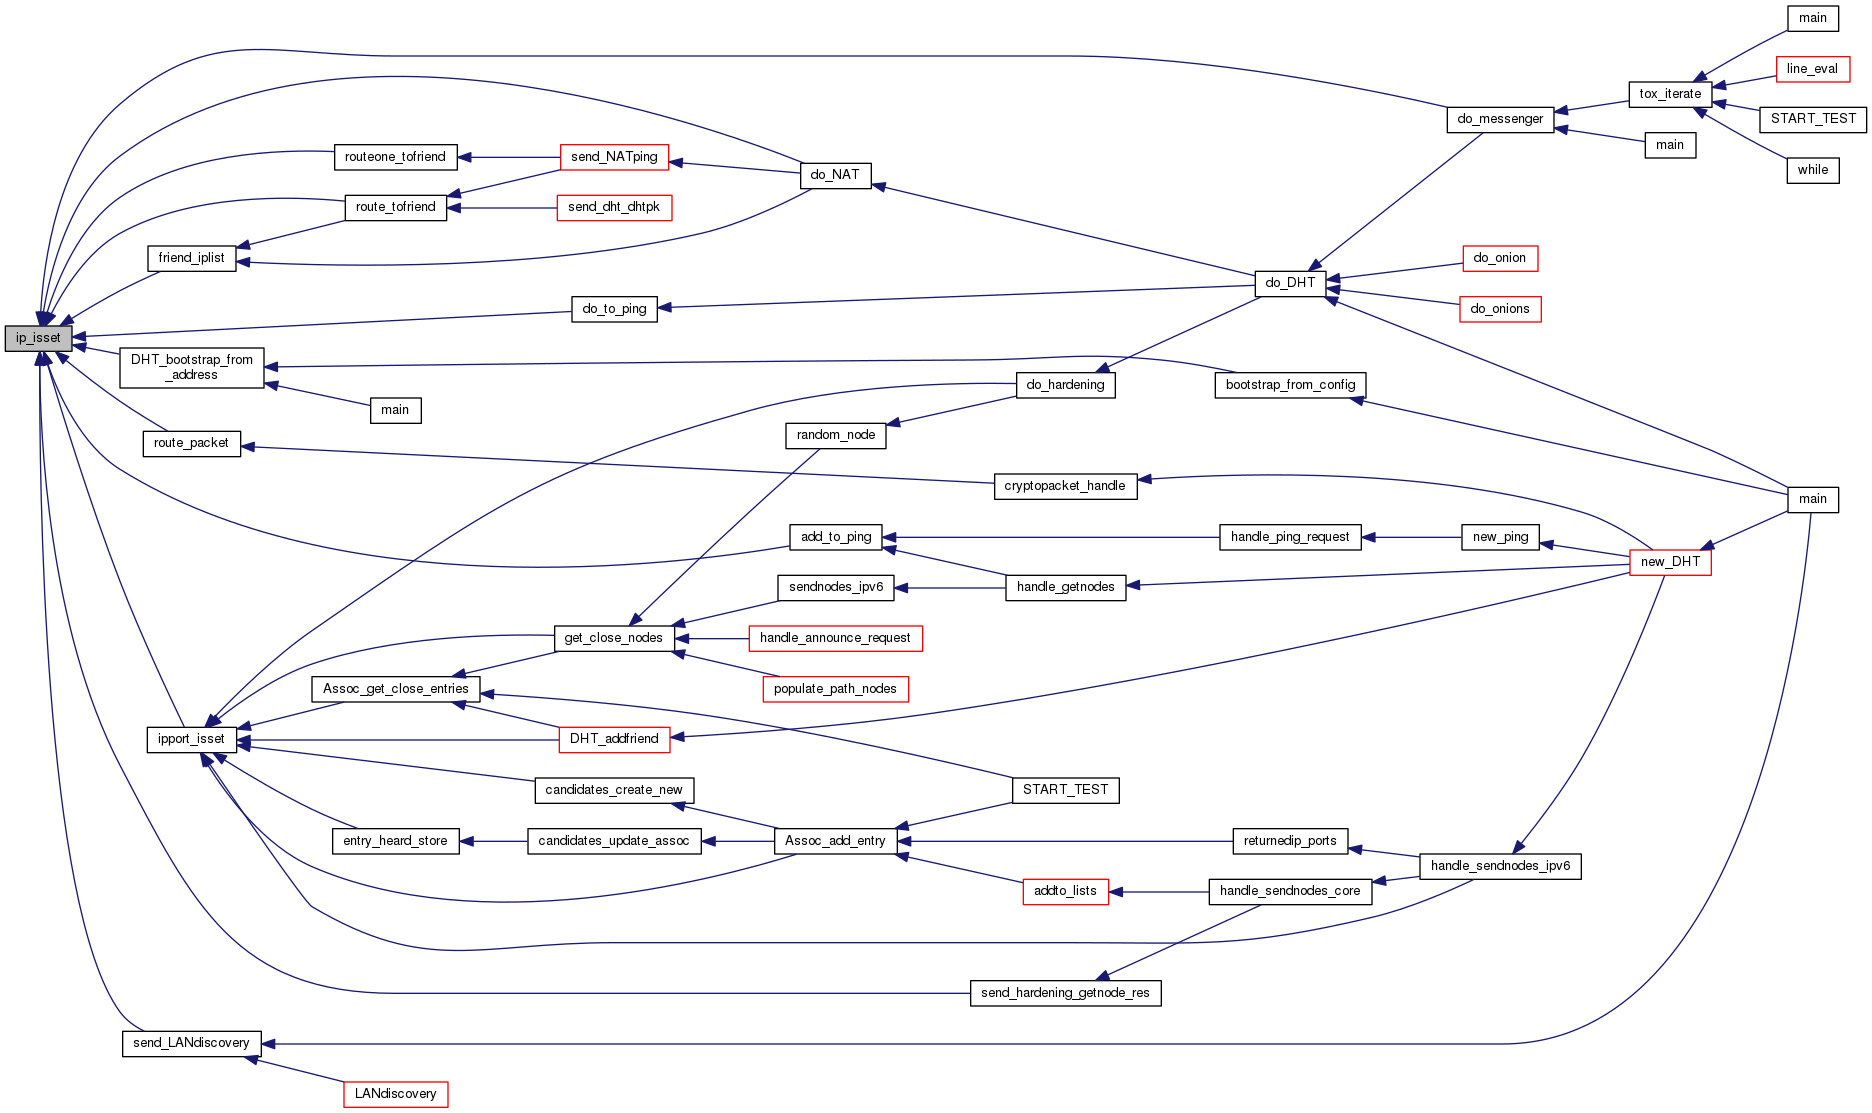 main
line_eval
tox_iterate
START_TEST
do_messenger
main
while
routeone_tofriend
send_NATping
do_NAT
route_tofriend
send_dht_dhtpk
friend_iplist
do_onion
do_DHT
do_to_ping
do_onions
ip_isset
DHT_bootstrap_from
_address
do_hardening
bootstrap_from_config
main
random_node
route_packet
cryptopacket_handle
main
add_to_ping
handle_ping_request
new_ping
new_DHT
sendnodes_ipv6
handle_getnodes
get_close_nodes
handle_announce_request
Assoc_get_close_entries
populate_path_nodes
ipport_isset
DHT_addfriend
candidates_create_new
START_TEST
entry_heard_store
candidates_update_assoc
Assoc_add_entry
returnedip_ports
handle_sendnodes_ipv6
addto_lists
handle_sendnodes_core
send_hardening_getnode_res
send_LANdiscovery
LANdiscovery